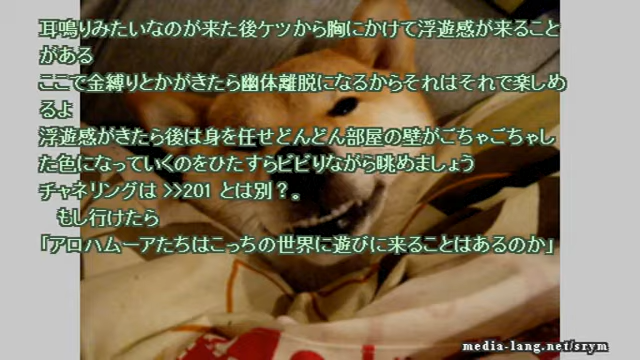 耳鳴りみたいなのが来た後ケツから胸にかけて浮遊感が来ること
がある
ここで金縛りとかがきたら幽体離脱になるからそれはそれで楽しめ
るよ
浮遊感がきたら後は身を任せどんどん部屋の壁がごちゃごちゃし
た色になっていくのをひたすらビビりながら眺めましょう
チャネリングは >>201 とは別？。
　もし行けたら
「アロハムーアたちはこっちの世界に遊びに来ることはあるのか」
media-lang.net/srym